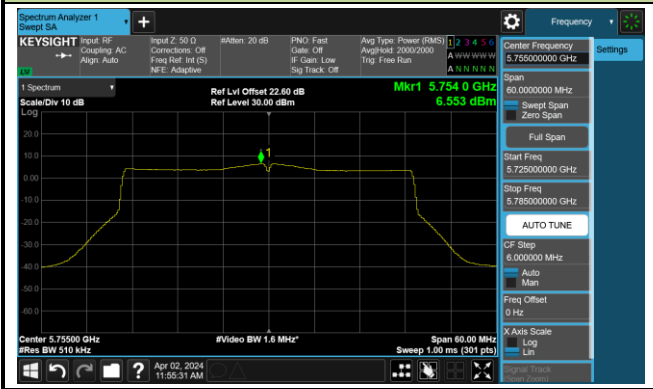 Spectrum Analyzer 1
Swept SA
Frequency
KEYSIGHT
Input: RF
Coupling: AC
Align: Auto
Input Z: 50 Ω
Corrections: Off
Freq Ref: Int (S)
NFE: Adaptive
#Atten: 20 dB
PNO: Fast
Gate: Off
IF Gain: Low
Sig Track: Off
Avg Type: Power (RMS)
Avg|Hold: 2000/2000
Trig: Free Run
1 2 3 4 5 6
A W W W W W
A N N N N N
LXI
1 Spectrum
Scale/Div 10 dB
Log
Ref Lvl Offset 22.60 dB
Ref Level 30.00 dBm
Mkr1 5.754 0 GHz
6.553 dBm
20.0
10.0
0.00
-10.0
-20.0
-30.0
-40.0
-50.0
-60.0
1
Center 5.75500 GHz
#Res BW 510 kHz
#Video BW 1.6 MHz*
Span 60.00 MHz
Sweep 1.00 ms (301 pts)
Apr 02, 2024
11:55:31 AM
Center Frequency
5.755000000 GHz
Settings
Span
60.0000000 MHz
Swept Span
Zero Span
Full Span
Start Freq
5.725000000 GHz
Stop Freq
5.785000000 GHz
AUTO TUNE
CF Step
6.000000 MHz
Auto
Man
Freq Offset
0 Hz
X Axis Scale
Log
Lin
Signal Track
(Span Zoom)